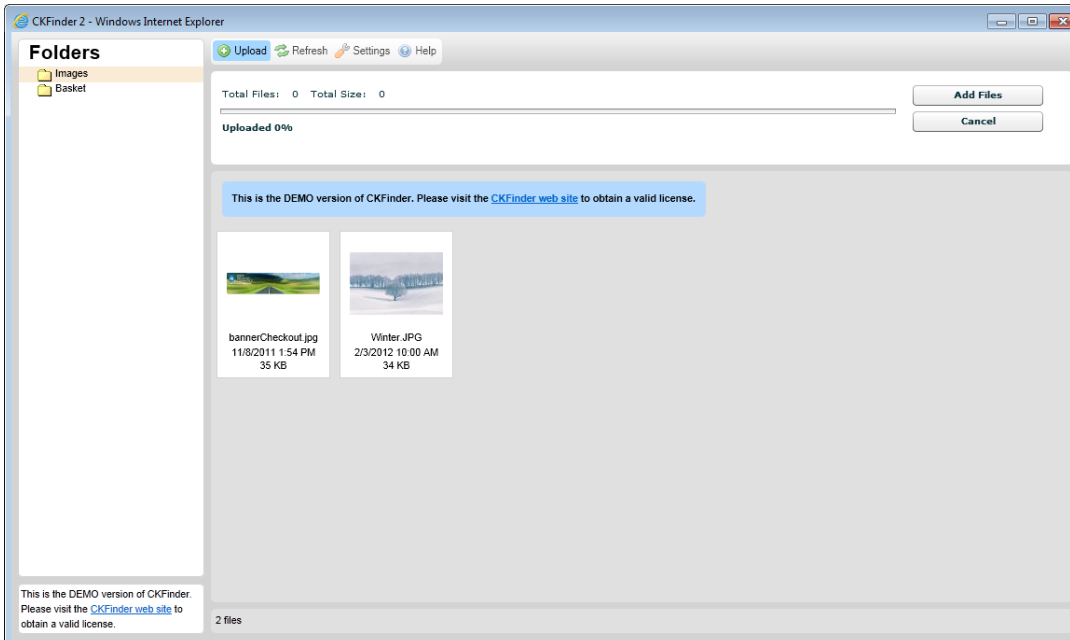 CKFinder 2 - Windows Internet Explorer
Folders
Images
Basket
Upload Refresh Settings Help
Total Files: 0 Total Size: 0
Uploaded 0%
Add Files
Cancel
This is the DEMO version of CKFinder. Please visit the CKFinder web site to obtain a valid license.
bannerCheckout.jpg
11/8/2011 1:54 PM
35 KB
Winter.JPG
2/3/2012 10:00 AM
34 KB
This is the DEMO version of CKFinder.
Please visit the CKFinder web site to
obtain a valid license.
2 files